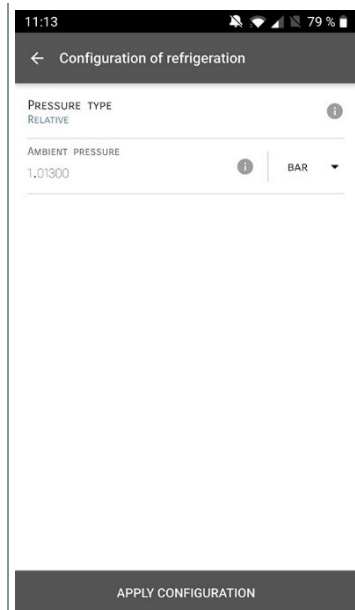 11:13
79 %
← Configuration of refrigeration
PRESSURE TYPE
RELATIVE
AMBIENT PRESSURE
1.01300
BAR
APPLY CONFIGURATION